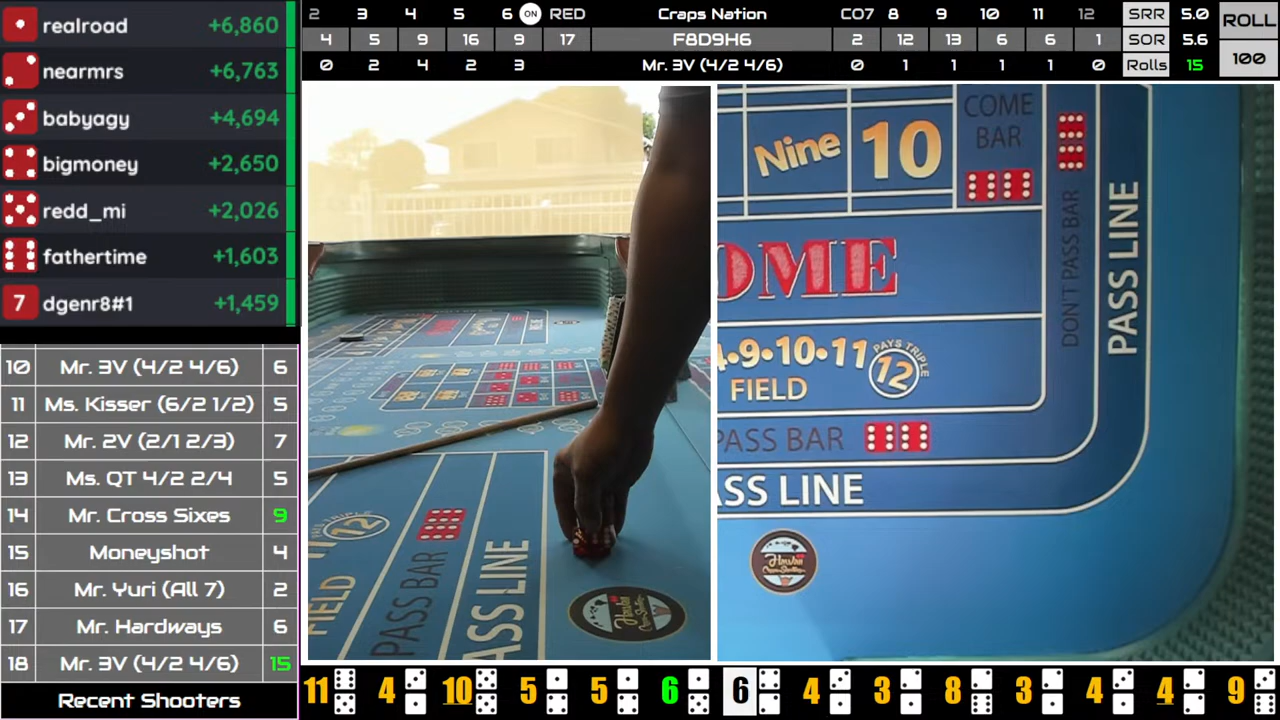 realroad +6,860
nearmrs +6,763
babyagy +4,694
bigmoney +2,650
redd_mi +2,026
fathertime +1,603
7 dgenr8#1 +1,459
10 Mr. 3V (4/2 4/6) 6
11 Ms. Kisser (6/2 1/2) 5
12 Mr. 2V (2/1 2/3) 7
13 Ms. QT 4/2 2/4 5
14 Mr. Cross Sixes 9
15 Moneyshot 4
16 Mr. Yuri (All 7) 2
17 Mr. Hardways 6
18 Mr. 3V (4/2 4/6) 15
Recent Shooters
2 3 4 5 6 ON RED Craps Nation CO7 8 9 10 11 12 SRR 5.0 ROLL
4 5 9 16 9 17 F8D9H6 2 12 13 6 6 1 SOR 5.6
0 2 4 2 3 Mr. 3V (4/2 4/6) 0 1 1 1 1 0 Rolls 15 100
PAYS TRIPLE
12
FIELD
PASS BAR
ASS LINE
Nine 10
COME
BAR
OME
DON'T PASS BAR
PASS LINE
4•9•10•11
PAYS TRIPLE
12
FIELD
PASS BAR
ASS LINE
11 4 10 5 5 6 6 4 3 8 3 4 4 9